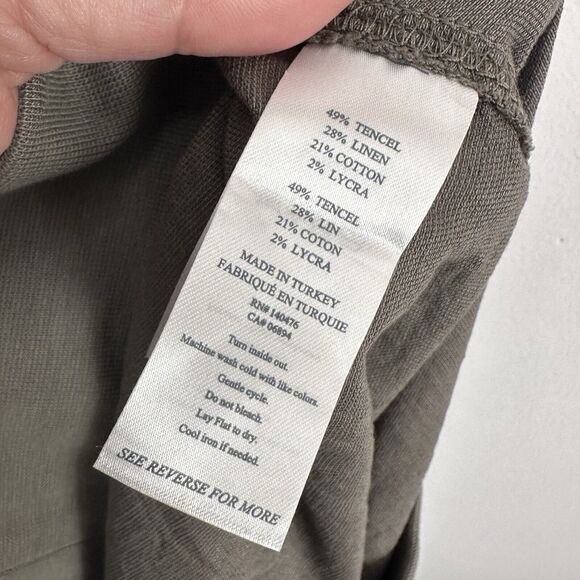 49% TENCEL
28% LINEN
21% COTTON
2% LYCRA
49% TENCEL
28% LIN
21% COTON
2% LYCRA
MADE IN TURKEY
FABRIQUÉ EN TURQUIE
RN# 140476
CA# 06894
Turn inside out.
Machine wash cold with like colors.
Gentle cycle.
Do not bleach.
Lay Flat to dry.
Cool iron if needed.
SEE REVERSE FOR MORE